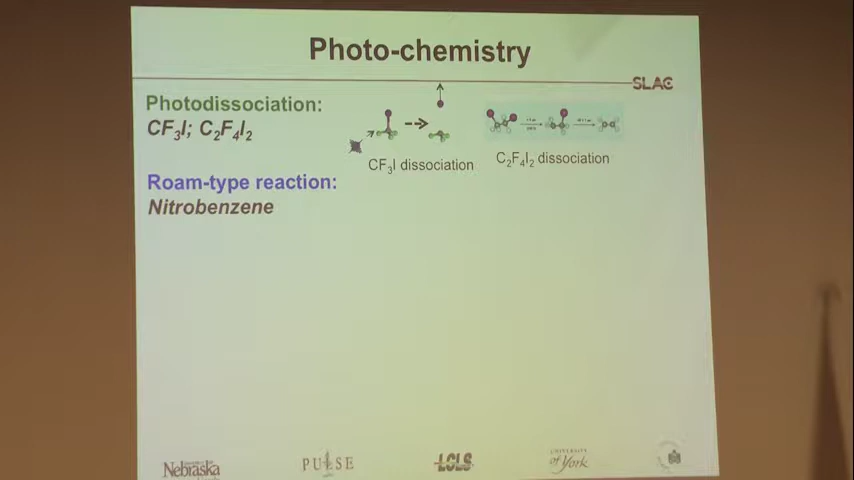 Photo-chemistry
SLAC
Photodissociation:
CF3I; C2F4I2
CF3I dissociation
C2F4I2 dissociation
Roam-type reaction:
Nitrobenzene
Nebraska
PULSE
LCLS
UNIVERSITY
of York